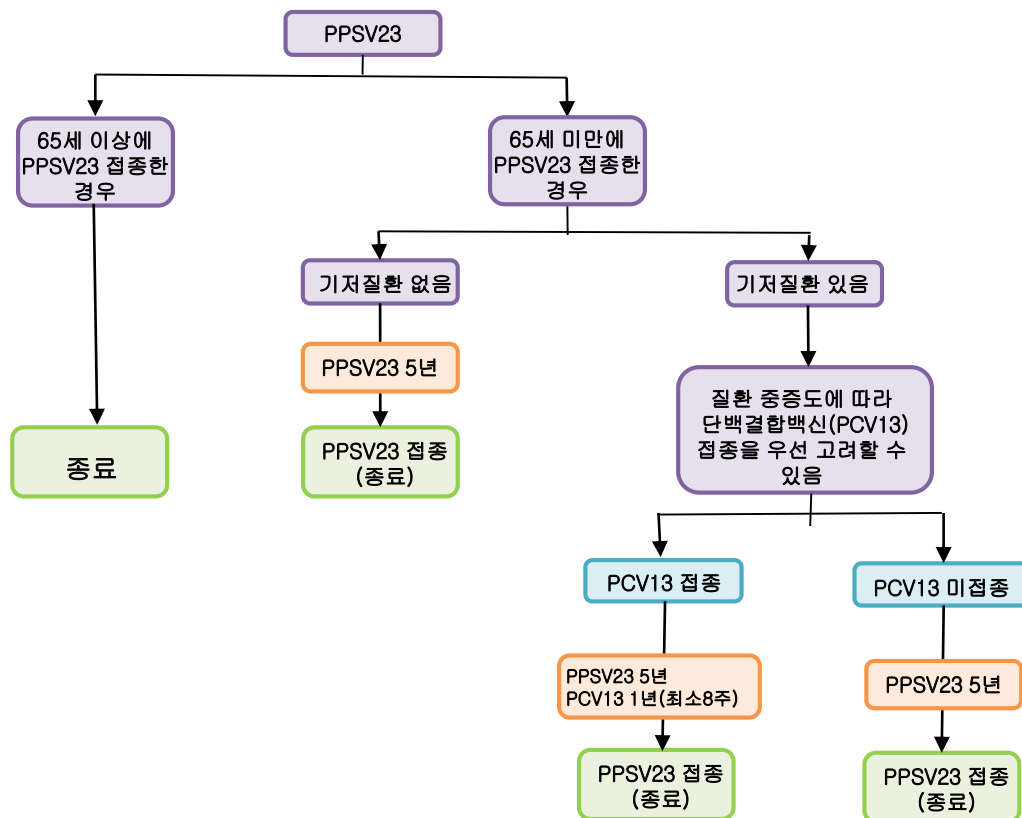 PPSV23
65세 이상에
PPSV23 접종한
경우
65세 미만에
PPSV23 접종한
경우
기저질환 없음
기저질환 있음
PPSV23 5년
질환 중증도에 따라
단백결합백신(PCV13)
접종을 우선 고려할 수
있음
종료
PPSV23 접종
(종료)
PCV13 접종
PCV13 미접종
PPSV23 5년
PCV13 1년(최소8주)
PPSV23 5년
PPSV23 접종
(종료)
PPSV23 접종
(종료)